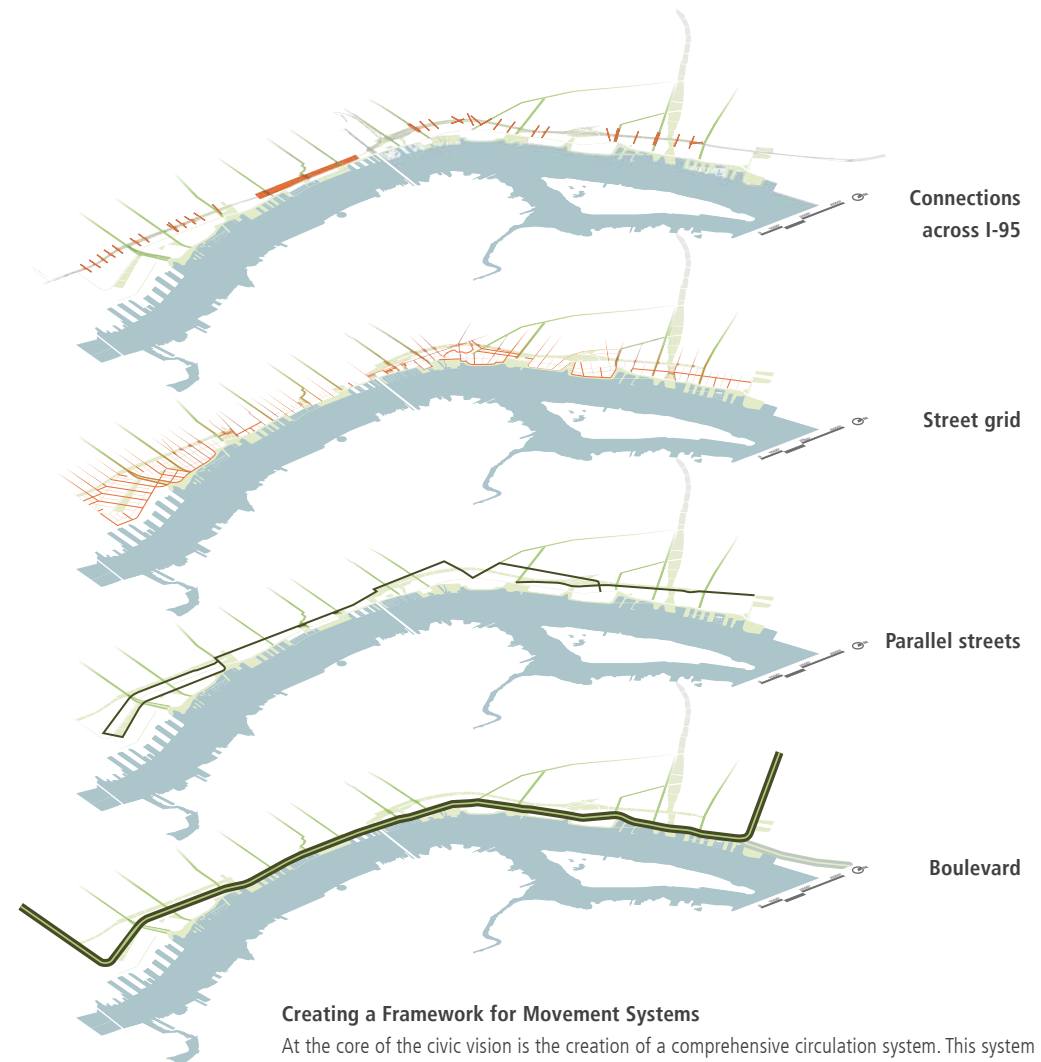 Connections
across I-95
Street grid
Parallel streets
Boulevard
Creating a Framework for Movement Systems
At the core of the civic vision is the creation of a comprehensive circulation system. This system